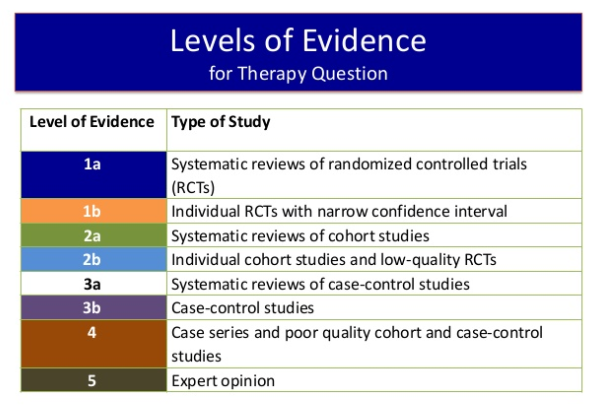 Levels of Evidence
for Therapy Question
Level of Evidence Type of Study
1a Systematic reviews of randomized controlled trials
(RCTs)
1b Individual RCTs with narrow confidence interval
2a Systematic reviews of cohort studies
2b Individual cohort studies and low-quality RCTs
3a Systematic reviews of case-control studies
3b Case-control studies
4 Case series and poor quality cohort and case-control
studies
5 Expert opinion